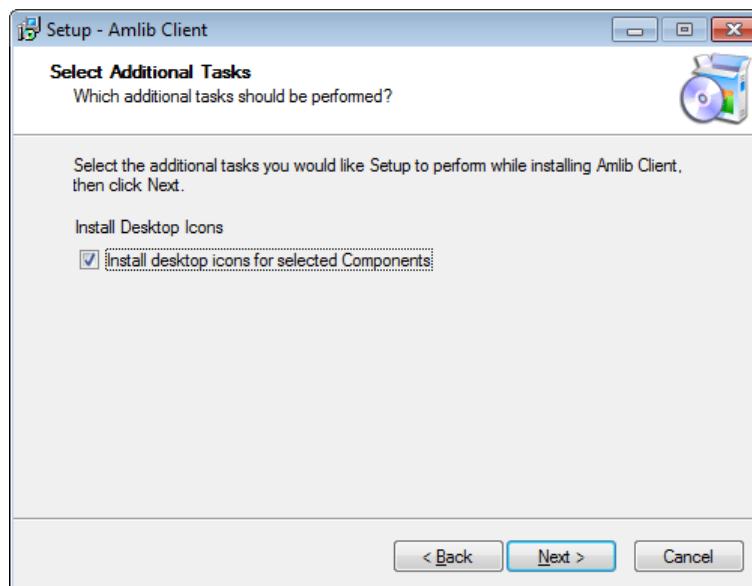 Setup - Amlib Client
Select Additional Tasks
Which additional tasks should be performed?
Select the additional tasks you would like Setup to perform while installing Amlib Client,
then click Next.
Install Desktop Icons
Install desktop icons for selected Components
< Back
Next >
Cancel